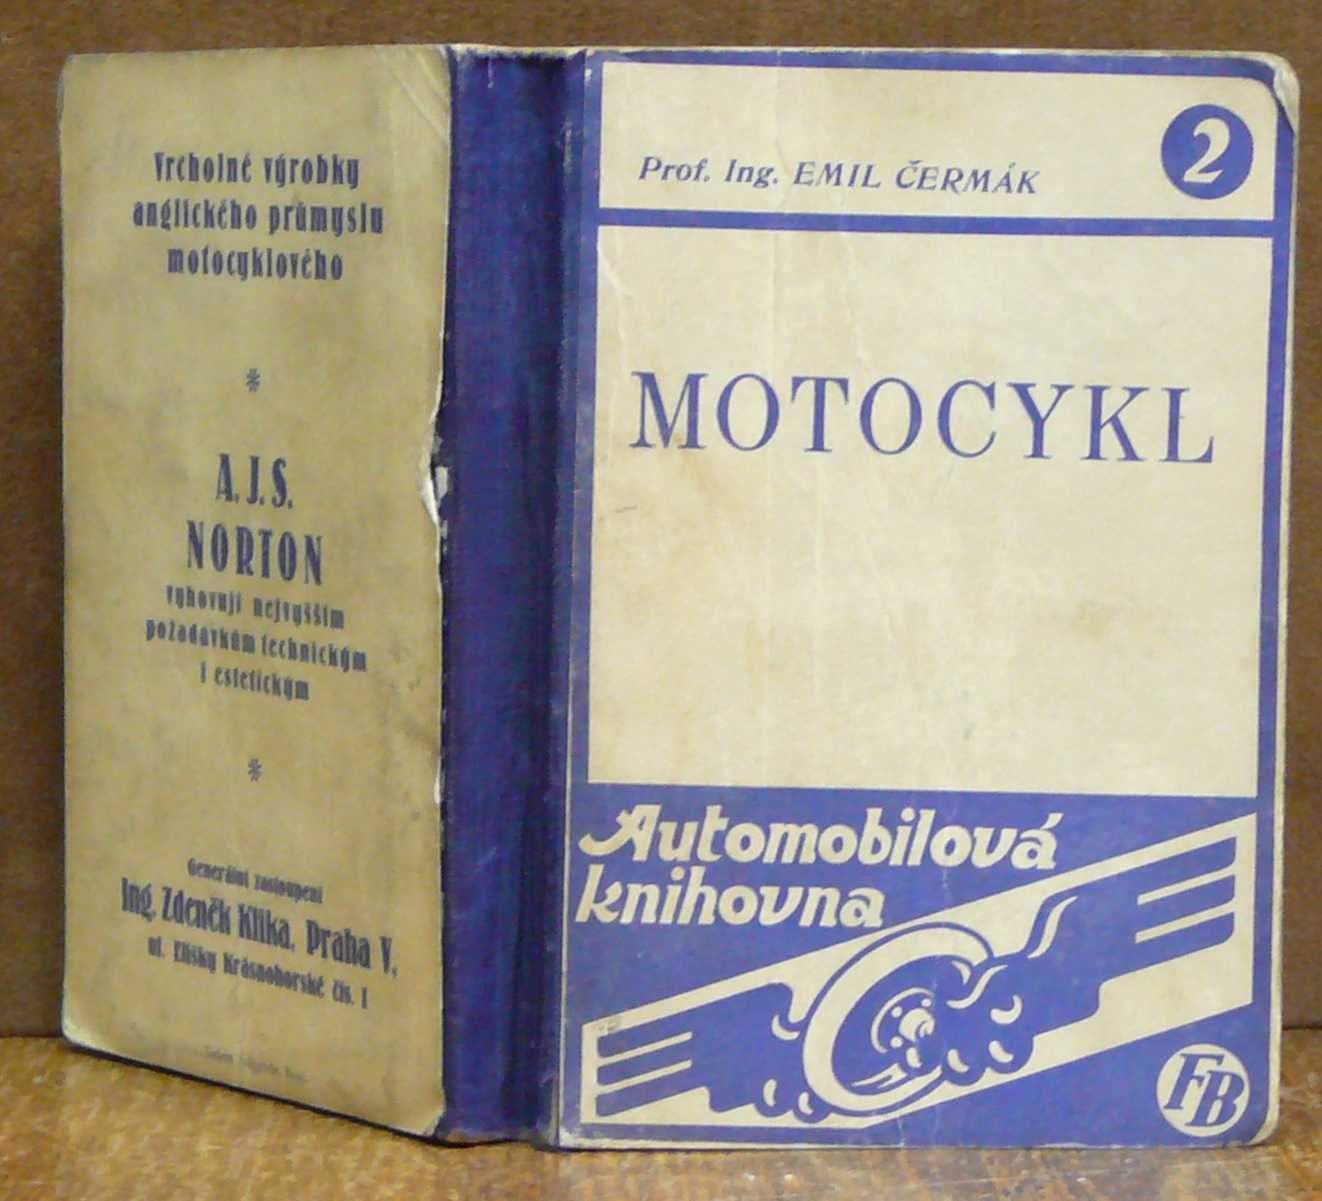 Vrcholné výrobky
anglického průmyslu
motocyklového
*
A. J. S.
NORTON
vyhovují nejvyšším
požadavkům technickým
i estetickým
*
Generální zastoupení
Ing. Zdeněk Klika, Praha V,
ul. Elišky Krásnohorské čís. 1
Prof. Ing. EMIL ČERMÁK
2
MOTOCYKL
Automobilová
knihovna
FB